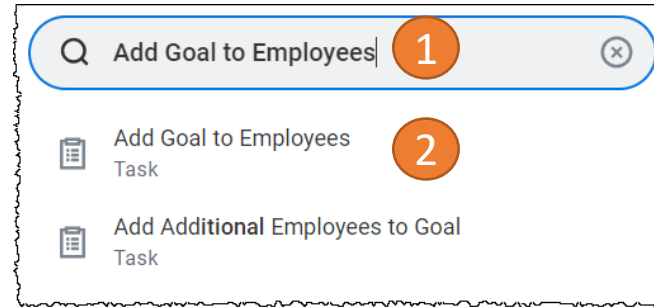 Add Goal to Employees 1
Add Goal to Employees 2
Task
Add Additional Employees to Goal
Task